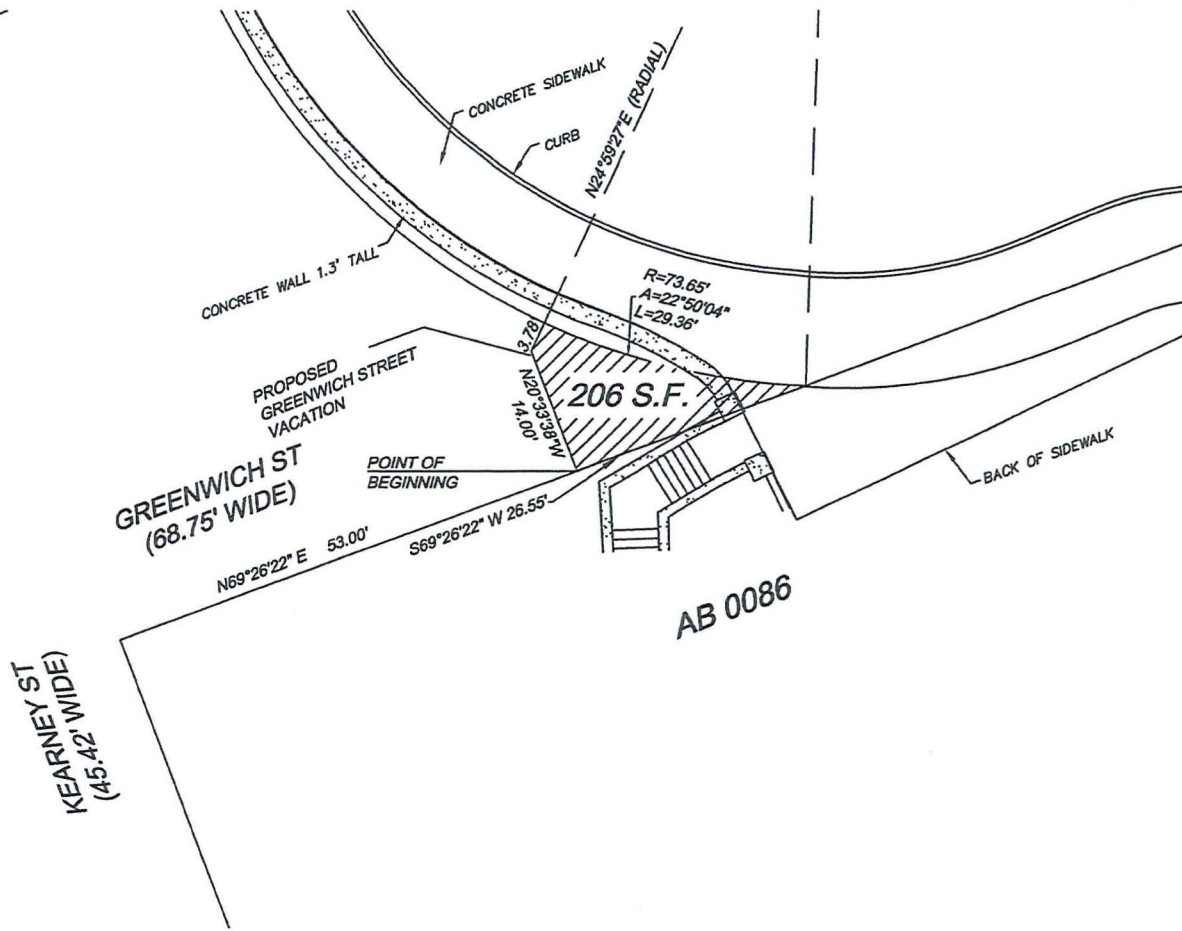 CONCRETE SIDEWALK
CURB
N24°59'27"E (RADIAL)
CONCRETE WALL 1.3' TALL
R=73.65'
A=22°50'04"
L=29.36'
3.78
PROPOSED
GREENWICH STREET
VACATION
N20°33'38"W
14.00'
206 S.F.
GREENWICH ST
(68.75' WIDE)
POINT OF
BEGINNING
BACK OF SIDEWALK
N69°26'22" E 53.00'
S69°26'22" W 26.55'
AB 0086
KEARNEY ST
(45.42' WIDE)